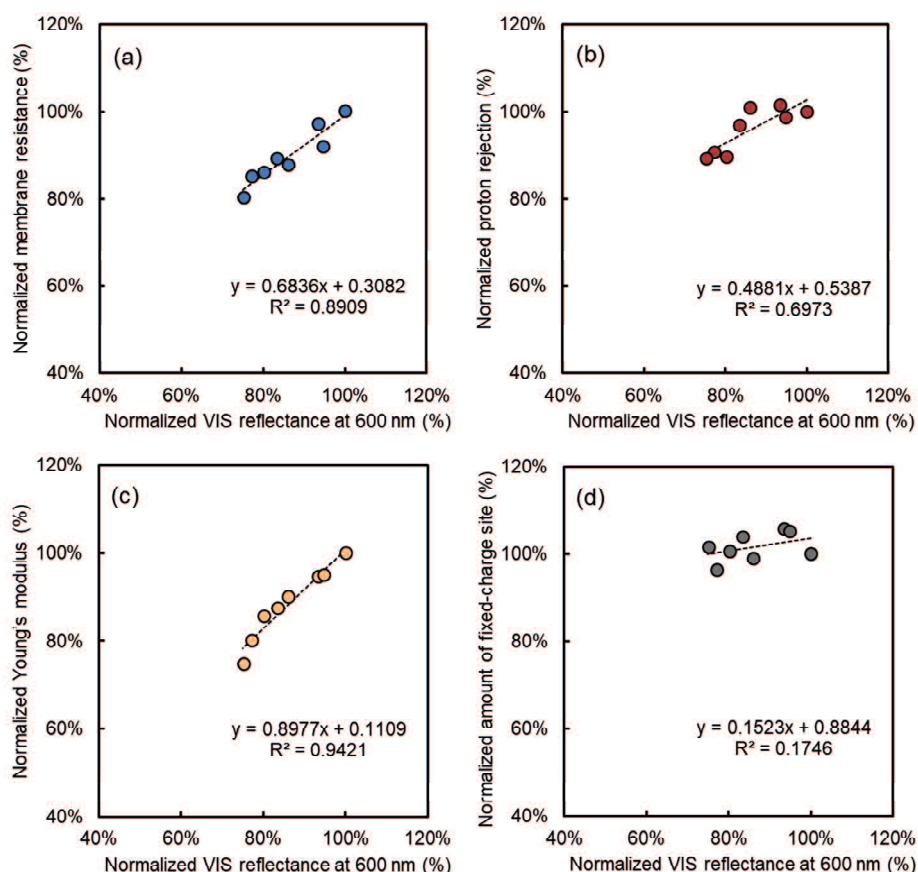 (a)
Normalized membrane resistance (%)
120%
100%
80%
60%
40%
y = 0.6836x + 0.3082
R² = 0.8909
40% 60% 80% 100% 120%
Normalized VIS reflectance at 600 nm (%)
(b)
Normalized proton rejection (%)
120%
100%
80%
60%
40%
y = 0.4881x + 0.5387
R² = 0.6973
40% 60% 80% 100% 120%
Normalized VIS reflectance at 600 nm (%)
(c)
Normalized Young's modulus (%)
120%
100%
80%
60%
40%
y = 0.8977x + 0.1109
R² = 0.9421
40% 60% 80% 100% 120%
Normalized VIS reflectance at 600 nm (%)
(d)
Normalized amount of fixed-charge site (%)
120%
100%
80%
60%
40%
y = 0.1523x + 0.8844
R² = 0.1746
40% 60% 80% 100% 120%
Normalized VIS reflectance at 600 nm (%)